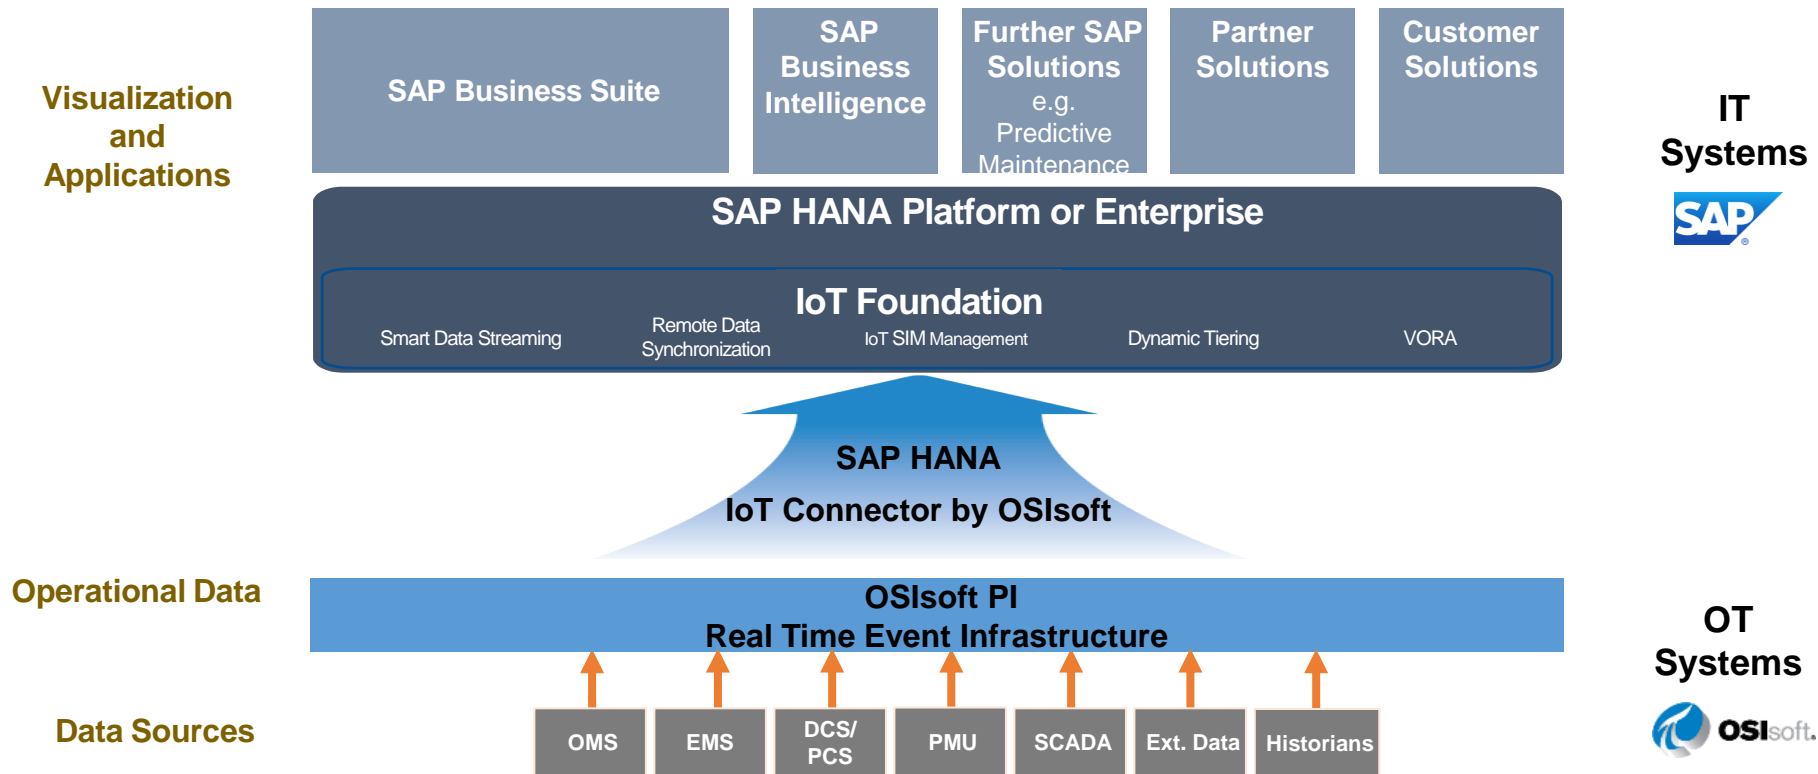 Visualization
and
Applications
SAP Business Suite
SAP
Business
Intelligence
Further SAP
Solutions
e.g.
Predictive
Maintenance
Partner
Solutions
Customer
Solutions
IT
Systems
SAP
®
SAP HANA Platform or Enterprise
IoT Foundation
Smart Data Streaming
Remote Data
Synchronization
IoT SIM Management
Dynamic Tiering
VORA
SAP HANA
IoT Connector by OSIsoft
Operational Data
OSIsoft PI
Real Time Event Infrastructure
OT
Systems
Data Sources
OMS
EMS
DCS/
PCS
PMU
SCADA
Ext. Data
Historians
OSIsoft.